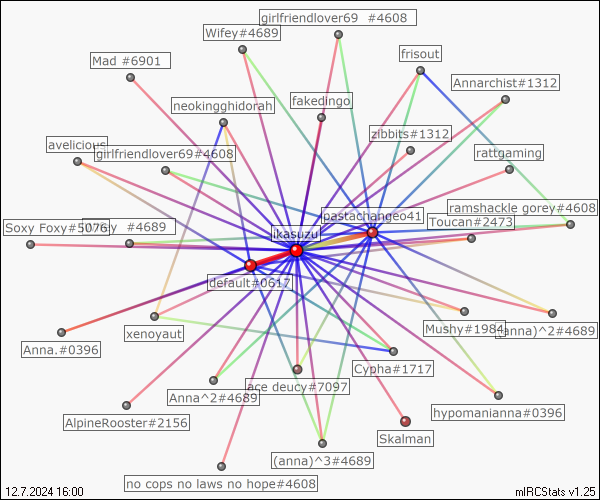 girlfriendlover69  #4608
Wifey#4689
frisout
Mad #6901
Annarchist#1312
neokingghidorah
fakedingo
zibbits#1312
avelicious
girlfriendlover69#4608
rattgaming
ramshackle gorey#4608
pastachangeo41
Toucan#2473
Soxy Foxy#5076
#4689
ikasuzu
default#0617
xenoyaut
Mushy#1984
(anna)^2#4689
Anna.#0396
Cypha#1717
ace deucy#7097
Anna^2#4689
hypomanianna#0396
AlpineRooster#2156
Skalman
(anna)^3#4689
no cops no laws no hope#4608
12.7.2024 16:00
mIRCStats v1.25